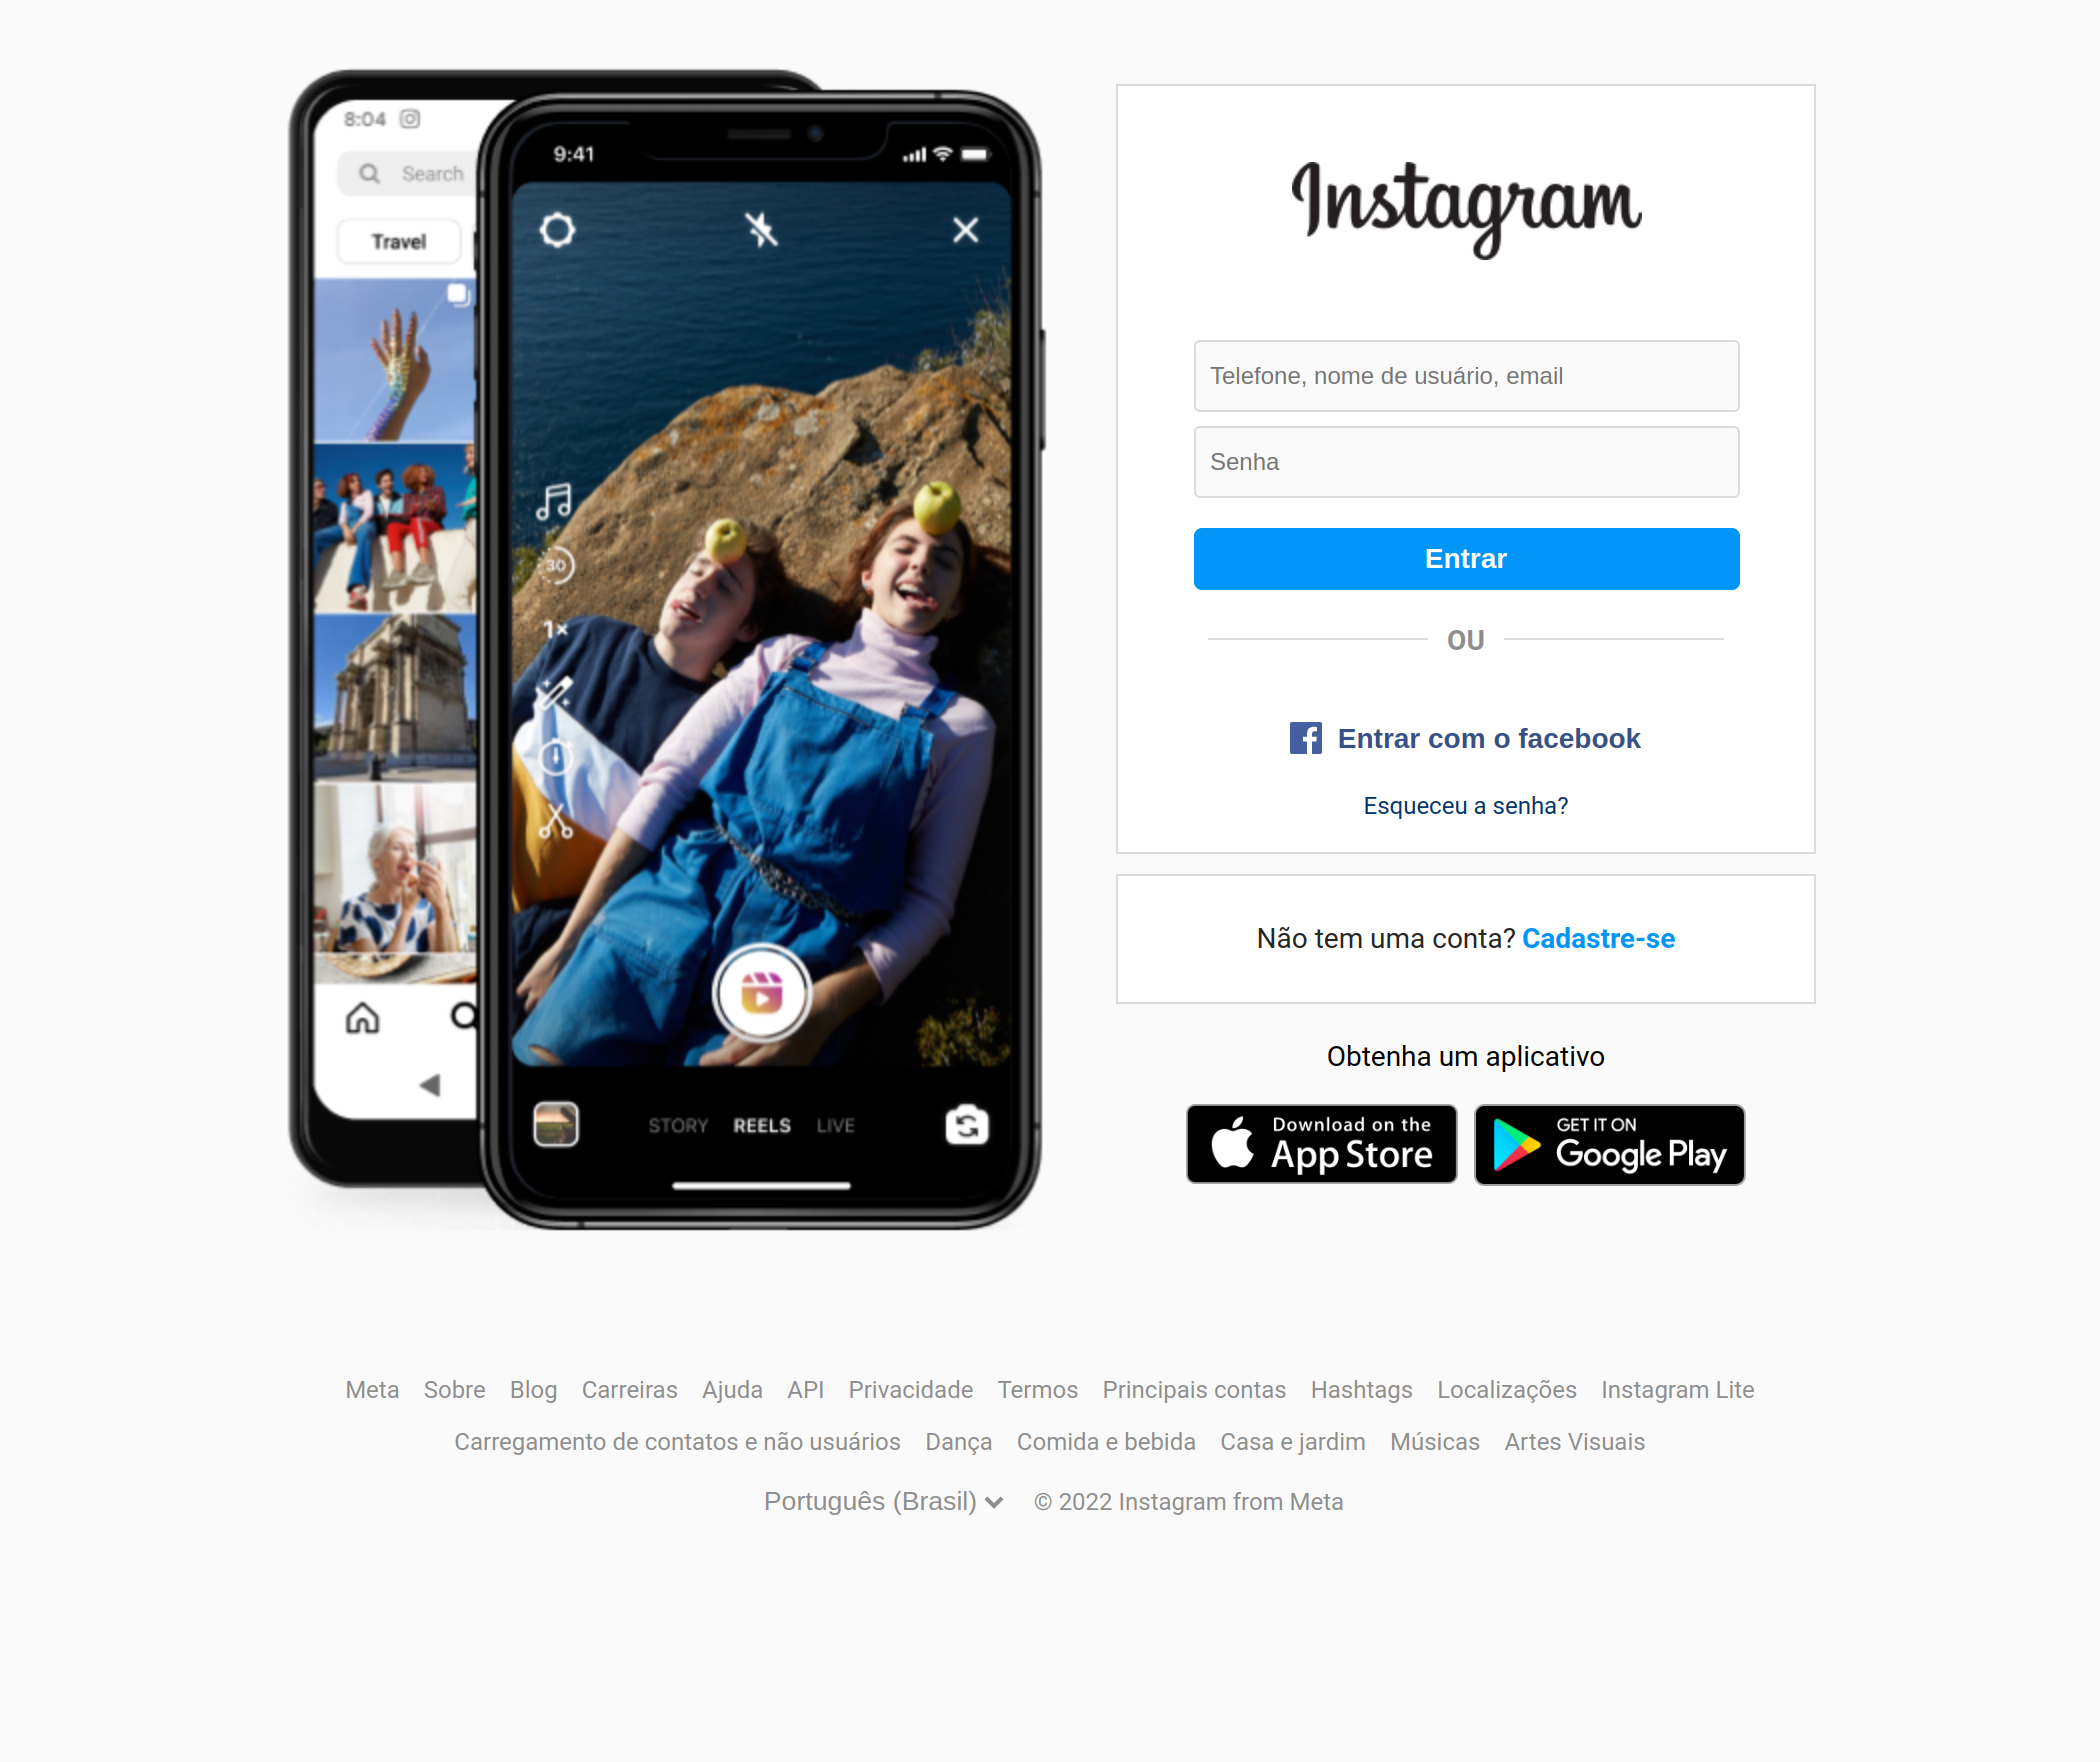 8:04
Search
Travel
9:41
30
1×
STORY REELS LIVE
Instagram
Telefone, nome de usuário, email
Senha
Entrar
OU
Entrar com o facebook
Esqueceu a senha?
Não tem uma conta? Cadastre-se
Obtenha um aplicativo
Download on the
App Store
GET IT ON
Google Play
Meta Sobre Blog Carreiras Ajuda API Privacidade Termos Principais contas Hashtags Localizações Instagram Lite
Carregamento de contatos e não usuários Dança Comida e bebida Casa e jardim Músicas Artes Visuais
Português (Brasil) © 2022 Instagram from Meta